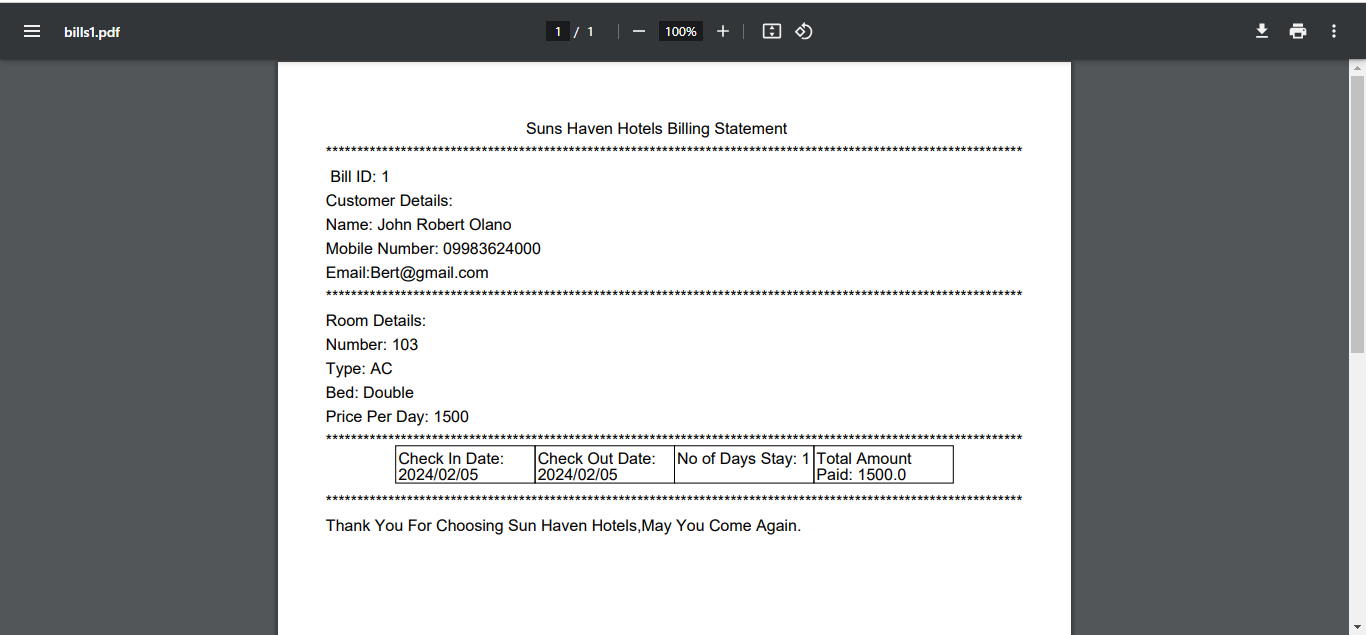 bills1.pdf
1 / 1
100%
Suns Haven Hotels Billing Statement
****************************************************************************************************************
Bill ID: 1
Customer Details:
Name: John Robert Olano
Mobile Number: 09983624000
Email:Bert@gmail.com
****************************************************************************************************************
Room Details:
Number: 103
Type: AC
Bed: Double
Price Per Day: 1500
****************************************************************************************************************
Check In Date: Check Out Date: No of Days Stay: 1 Total Amount
2024/02/05 2024/02/05 Paid: 1500.0
****************************************************************************************************************
Thank You For Choosing Sun Haven Hotels,May You Come Again.